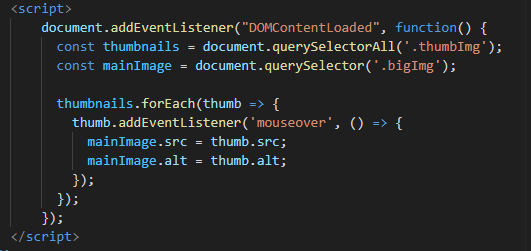 <script>
document.addEventListener("DOMContentLoaded", function() {
const thumbnails = document.querySelectorAll('.thumbImg');
const mainImage = document.querySelector('.bigImg');
thumbnails.forEach(thumb => {
thumb.addEventListener('mouseover', () => {
mainImage.src = thumb.src;
mainImage.alt = thumb.alt;
});
});
});
</script>